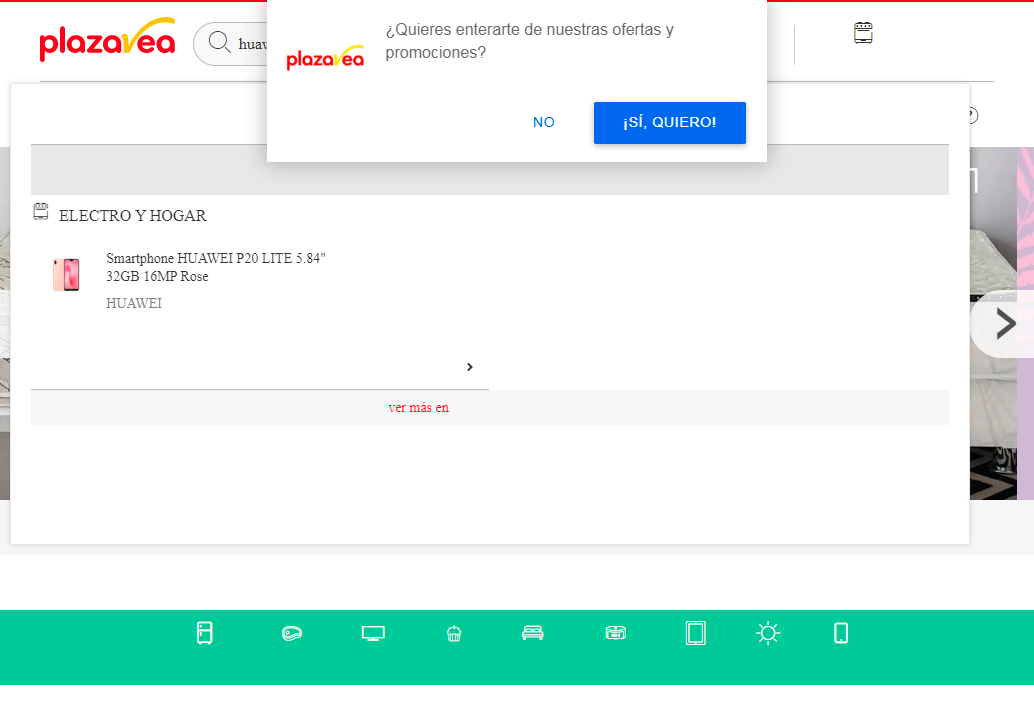 plazavea
huaw
plazavea
¿Quieres enterarte de nuestras ofertas y
promociones?
NO
¡SÍ, QUIERO!
ELECTRO Y HOGAR
Smartphone HUAWEI P20 LITE 5.84"
32GB 16MP Rose
HUAWEI
ver más en